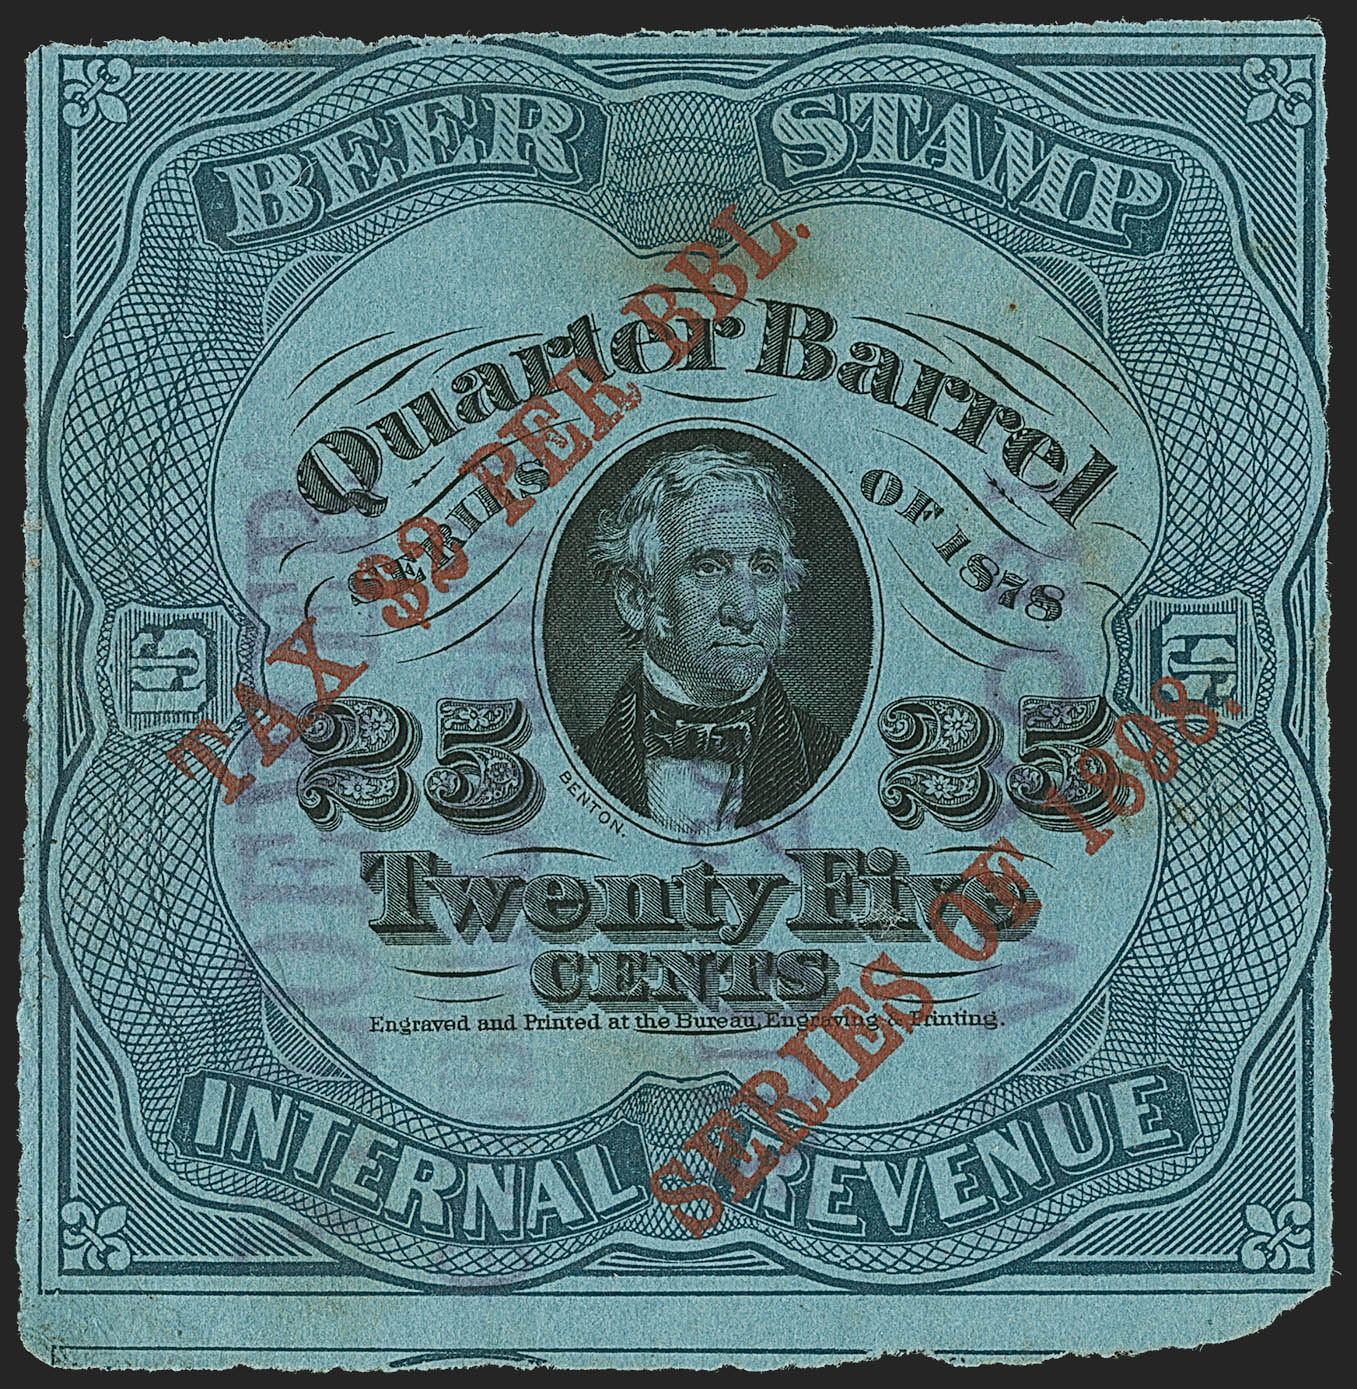 BEER STAMP
Quarter Barrel
SERIES OF 1878
TAX $2 PER BBL.
25 25
BENTON.
Twenty Five
CENTS
Engraved and Printed at the Bureau, Engraving & Printing.
SERIES OF 1898.
INTERNAL REVENUE